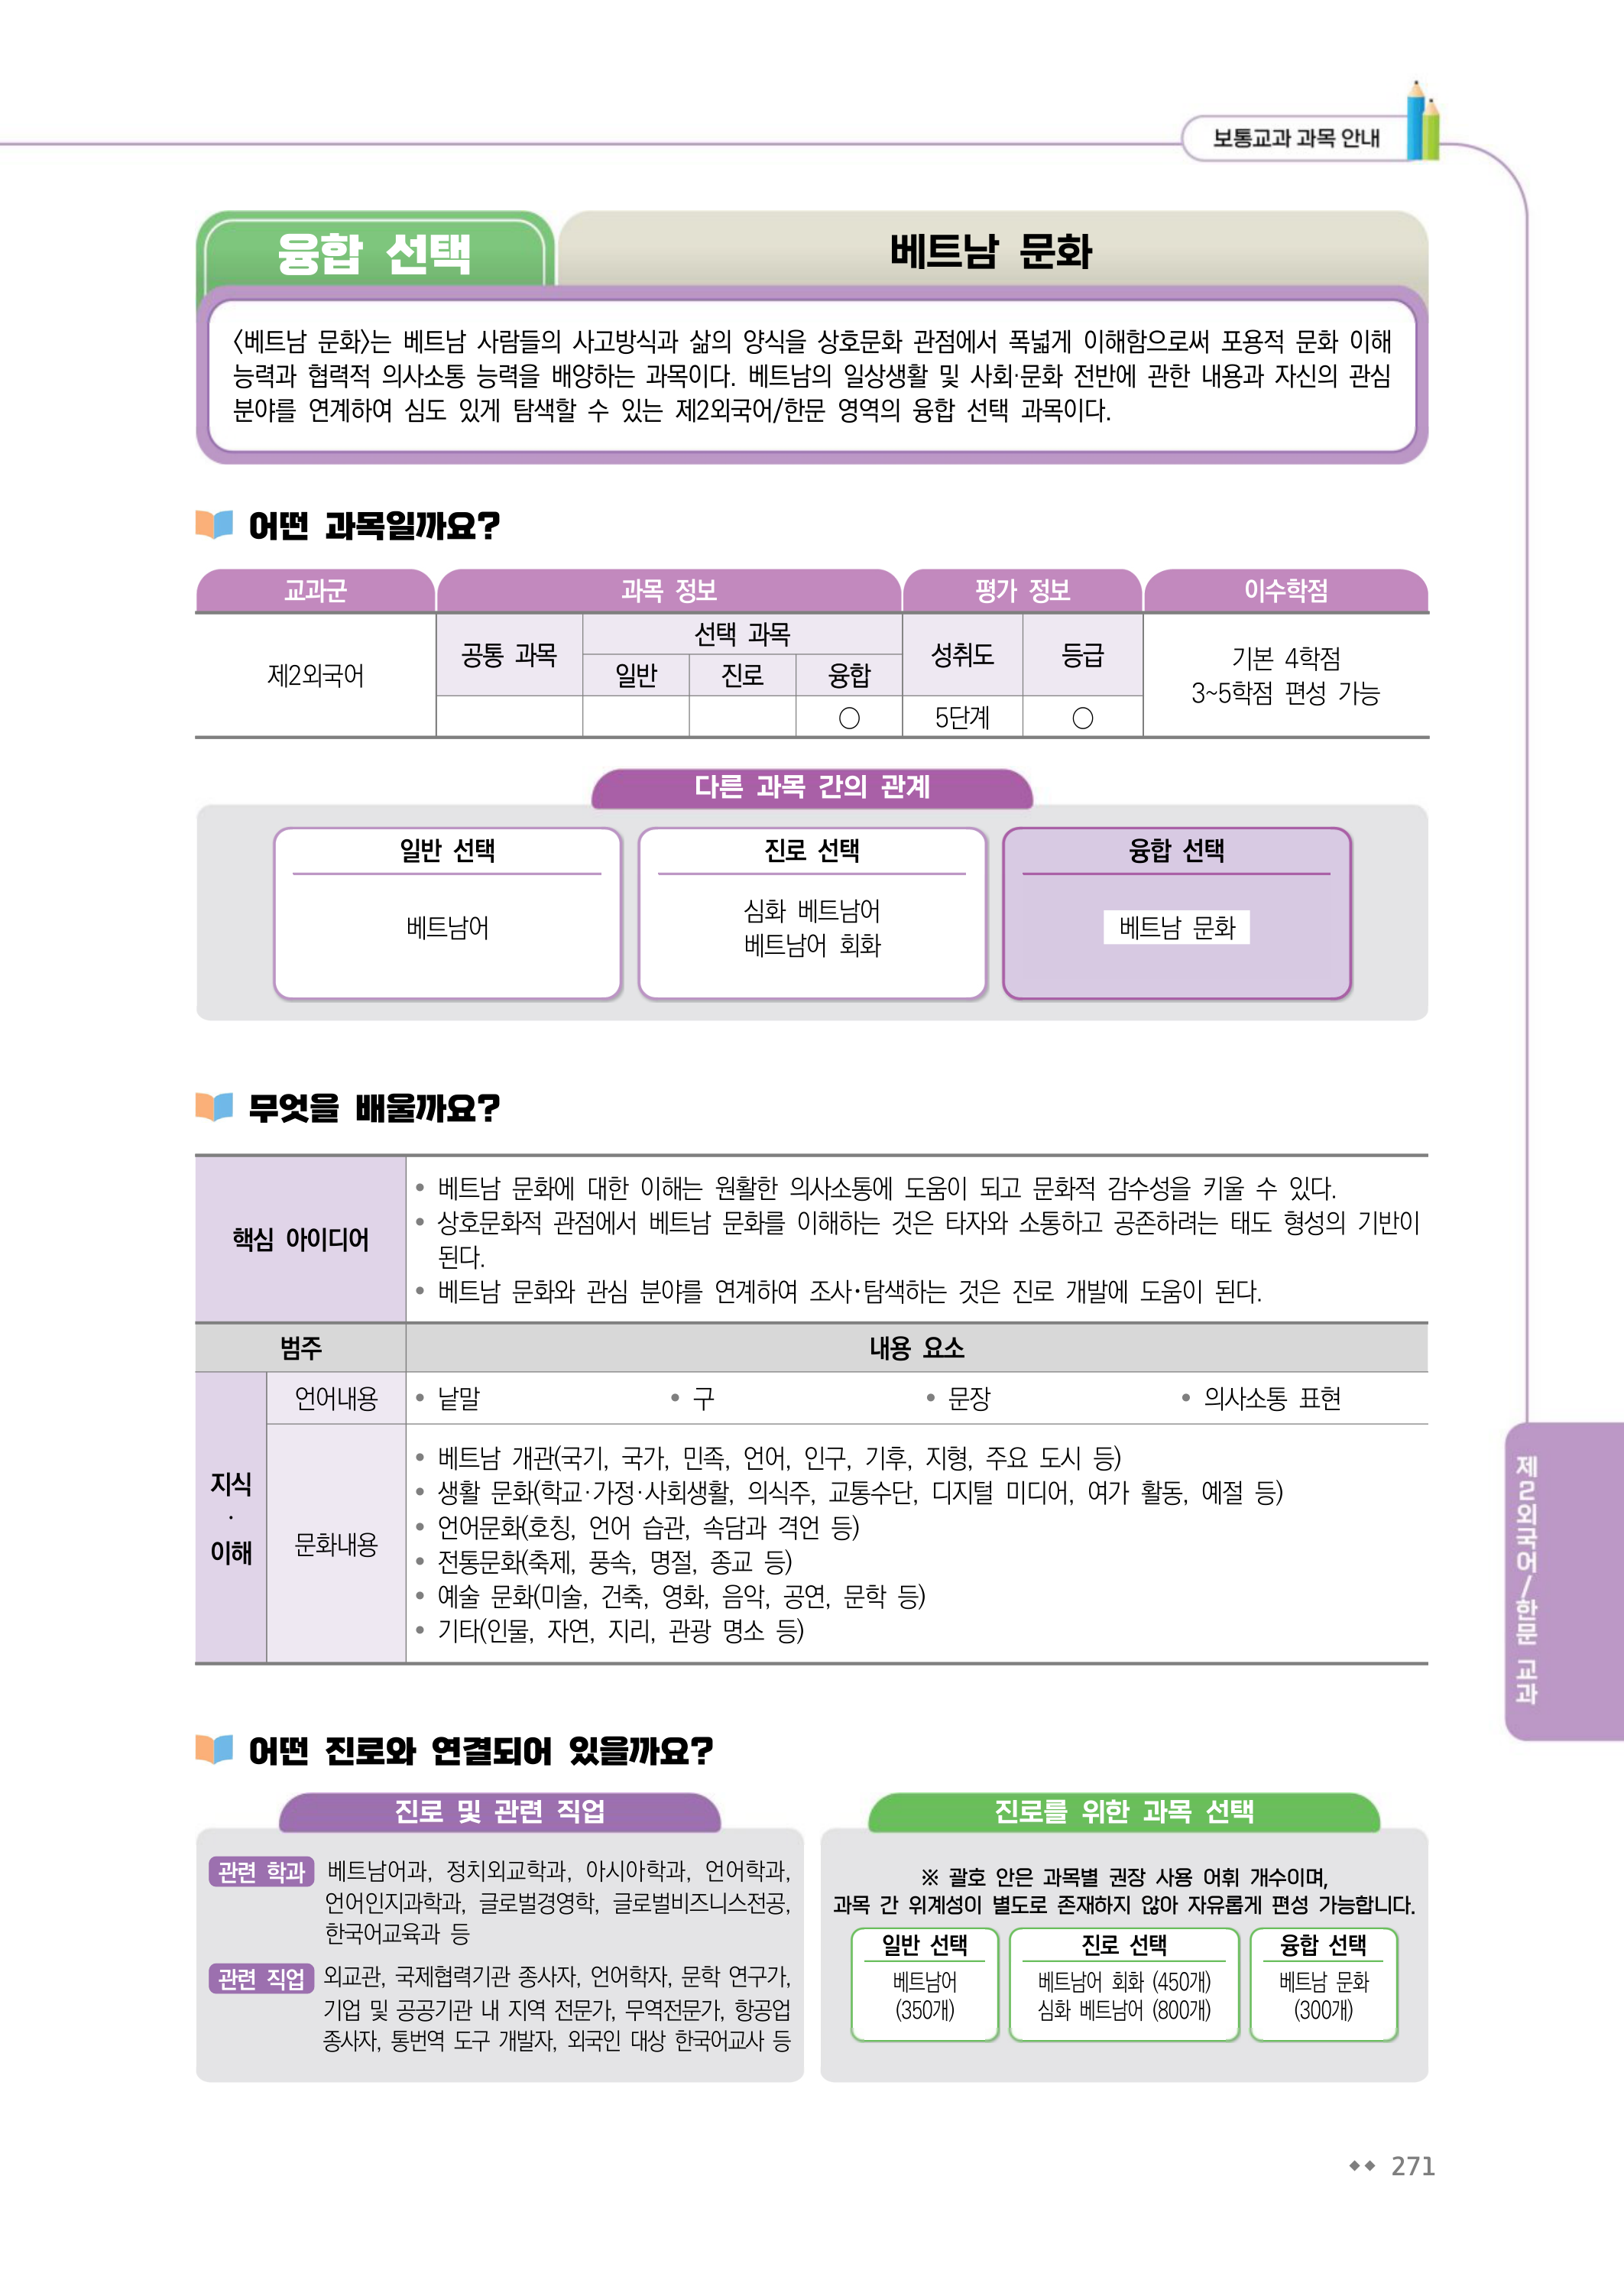 보통교과 과목 안내
융합 선택
베트남 문화
〈베트남 문화〉는 베트남 사람들의 사고방식과 삶의 양식을 상호문화 관점에서 폭넓게 이해함으로써 포용적 문화 이해
능력과 협력적 의사소통 능력을 배양하는 과목이다. 베트남의 일상생활 및 사회·문화 전반에 관한 내용과 자신의 관심
분야를 연계하여 심도 있게 탐색할 수 있는 제2외국어/한문 영역의 융합 선택 과목이다.
어떤 과목일까요?
교과군 과목 정보 평가 정보 이수학점
제2외국어
공통 과목
선택 과목
일반 진로 융합
성취도 등급
○ 5단계 ○
기본 4학점
3~5학점 편성 가능
다른 과목 간의 관계
일반 선택
베트남어
진로 선택
심화 베트남어
베트남어 회화
융합 선택
베트남 문화
무엇을 배울까요?
핵심 아이디어
• 베트남 문화에 대한 이해는 원활한 의사소통에 도움이 되고 문화적 감수성을 키울 수 있다.
• 상호문화적 관점에서 베트남 문화를 이해하는 것은 타자와 소통하고 공존하려는 태도 형성의 기반이
된다.
• 베트남 문화와 관심 분야를 연계하여 조사·탐색하는 것은 진로 개발에 도움이 된다.
범주 내용 요소
지식
·
이해
언어내용 • 낱말 • 구 • 문장 • 의사소통 표현
문화내용
• 베트남 개관(국기, 국가, 민족, 언어, 인구, 기후, 지형, 주요 도시 등)
• 생활 문화(학교·가정·사회생활, 의식주, 교통수단, 디지털 미디어, 여가 활동, 예절 등)
• 언어문화(호칭, 언어 습관, 속담과 격언 등)
• 전통문화(축제, 풍속, 명절, 종교 등)
• 예술 문화(미술, 건축, 영화, 음악, 공연, 문학 등)
• 기타(인물, 자연, 지리, 관광 명소 등)
제2외국어/한문 교과
어떤 진로와 연결되어 있을까요?
진로 및 관련 직업
관련 학과 베트남어과, 정치외교학과, 아시아학과, 언어학과,
언어인지과학과, 글로벌경영학, 글로벌비즈니스전공,
한국어교육과 등
관련 직업 외교관, 국제협력기관 종사자, 언어학자, 문학 연구가,
기업 및 공공기관 내 지역 전문가, 무역전문가, 항공업
종사자, 통번역 도구 개발자, 외국인 대상 한국어교사 등
진로를 위한 과목 선택
※ 괄호 안은 과목별 권장 사용 어휘 개수이며,
과목 간 위계성이 별도로 존재하지 않아 자유롭게 편성 가능합니다.
일반 선택
베트남어
(350개)
진로 선택
베트남어 회화 (450개)
심화 베트남어 (800개)
융합 선택
베트남 문화
(300개)
271